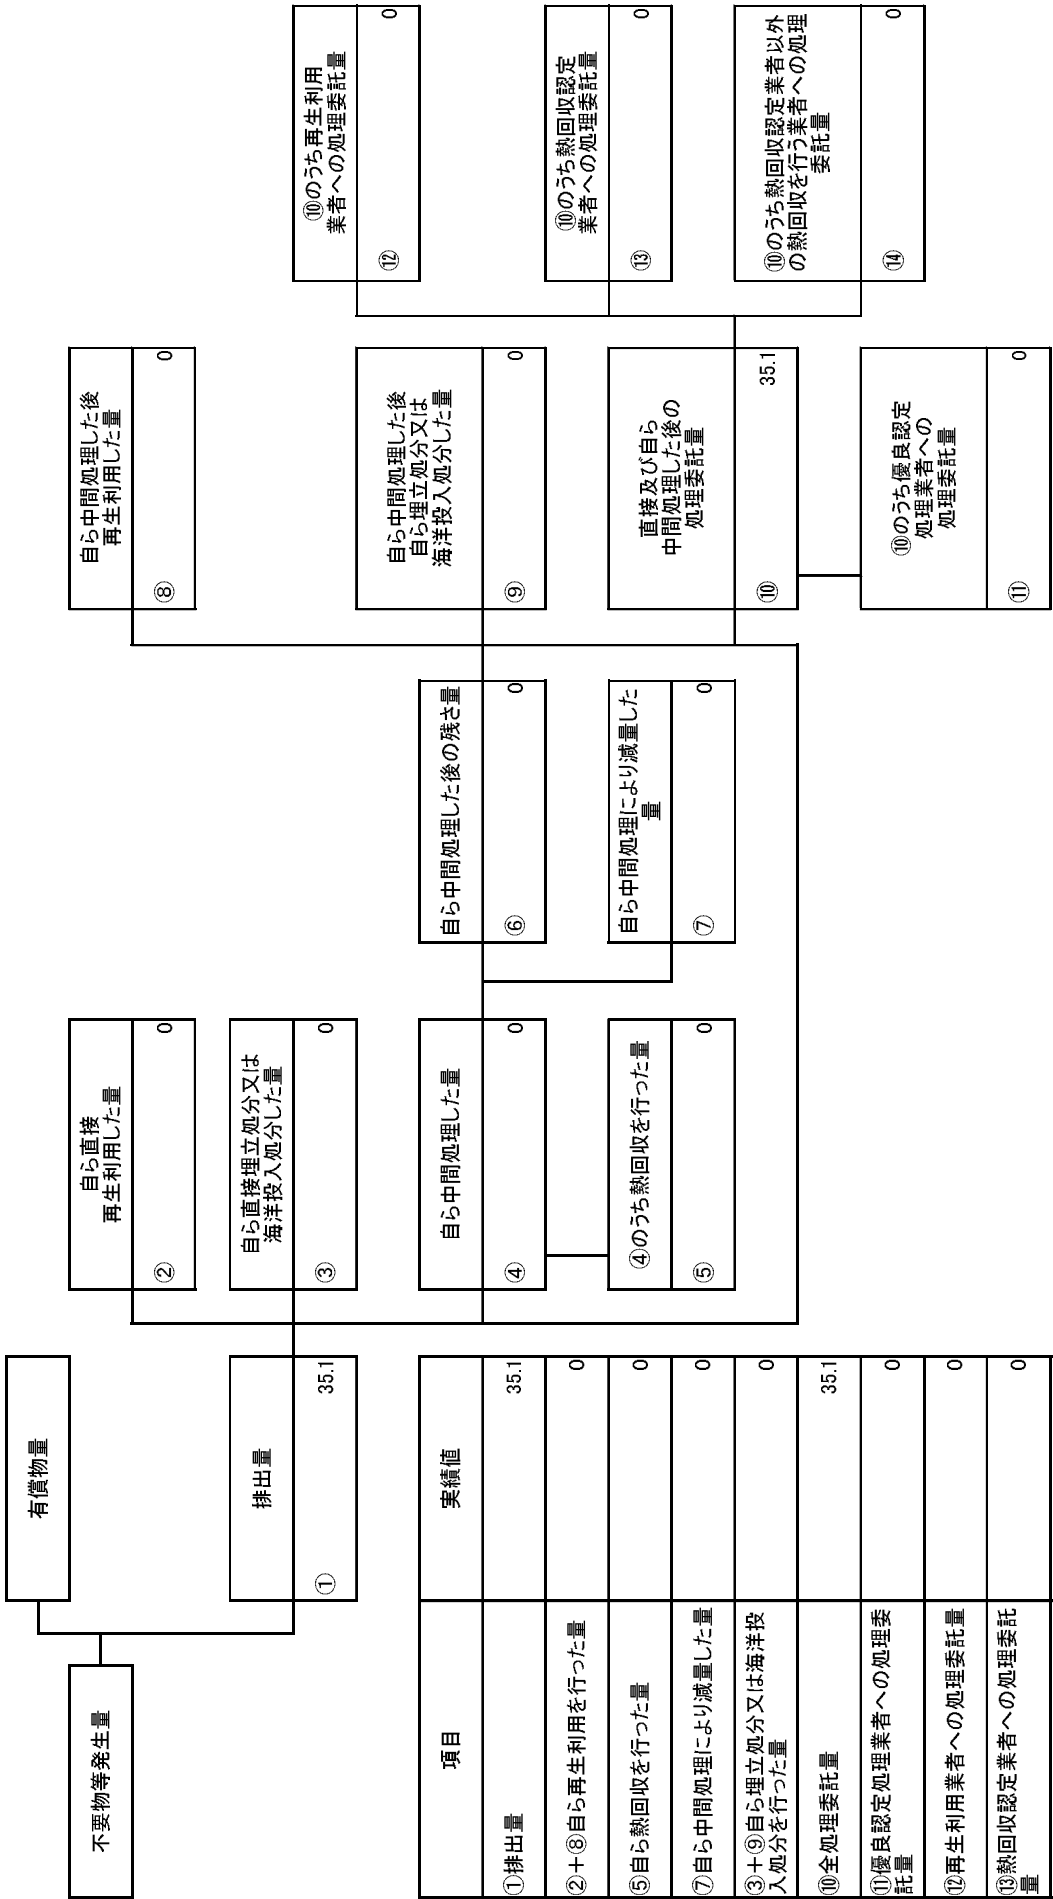 不要物等発生量
有償物量
排出量
①
35.1
自ら直接
再生利用した量
②
0
自ら直接埋立処分又は
海洋投入処分した量
③
0
自ら中間処理した量
④
0
④のうち熱回収を行った量
⑤
0
自ら中間処理した後の残さ量
⑥
0
自ら中間処理により減量した
量
⑦
0
自ら中間処理した後
再生利用した量
⑧
0
自ら中間処理した後
自ら埋立処分又は
海洋投入処分した量
⑨
0
直接及び自ら
中間処理した後の
処理委託量
⑩
35.1
⑩のうち優良認定
処理業者への
処理委託量
⑪
0
⑩のうち再生利用
業者への処理委託量
⑫
0
⑩のうち熱回収認定
業者への処理委託量
⑬
0
⑩のうち熱回収認定業者以外
の熱回収を行う業者への処理
委託量
⑭
0
項目 実績値
①排出量 35.1
②＋⑧自ら再生利用を行った量 0
⑤自ら熱回収を行った量 0
⑦自ら中間処理により減量した量 0
③＋⑨自ら埋立処分又は海洋投 0
入処分を行った量
⑩全処理委託量 35.1
⑪優良認定処理業者への処理委 0
託量
⑫再生利用業者への処理委託量 0
⑬熱回収認定業者への処理委託 0
量